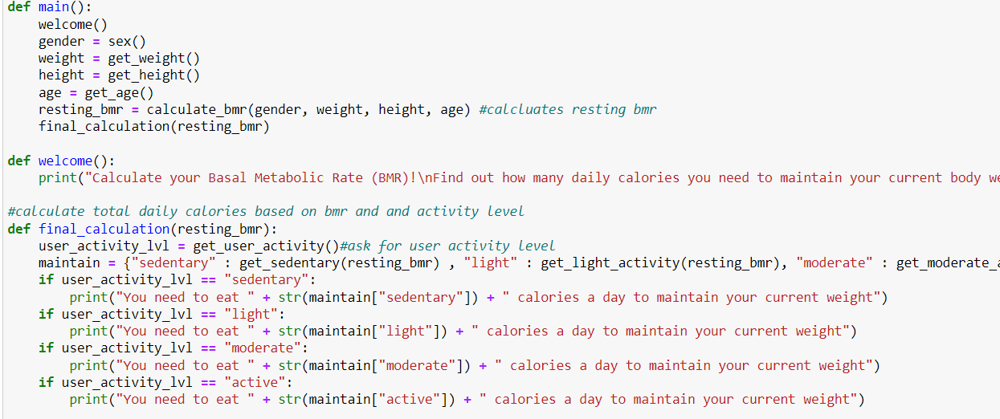 def main():
    welcome()
    gender = sex()
    weight = get_weight()
    height = get_height()
    age = get_age()
    resting_bmr = calculate_bmr(gender, weight, height, age) #calcluates resting bmr
    final_calculation(resting_bmr)
def welcome():
    print("Calculate your Basal Metabolic Rate (BMR)!\nFind out how many daily calories you need to maintain your current body
#calculate total daily calories based on bmr and and activity level
def final_calculation(resting_bmr):
    user_activity_lvl = get_user_activity()#ask for user activity level
    maintain = {"sedentary" : get_sedentary(resting_bmr) , "light" : get_light_activity(resting_bmr), "moderate" : get_moderate_
    if user_activity_lvl == "sedentary":
        print("You need to eat " + str(maintain["sedentary"]) + " calories a day to maintain your current weight")
    if user_activity_lvl == "light":
        print("You need to eat " + str(maintain["light"]) + " calories a day to maintain your current weight")
    if user_activity_lvl == "moderate":
        print("You need to eat " + str(maintain["moderate"]) + " calories a day to maintain your current weight")
    if user_activity_lvl == "active":
        print("You need to eat " + str(maintain["active"]) + " calories a day to maintain your current weight")